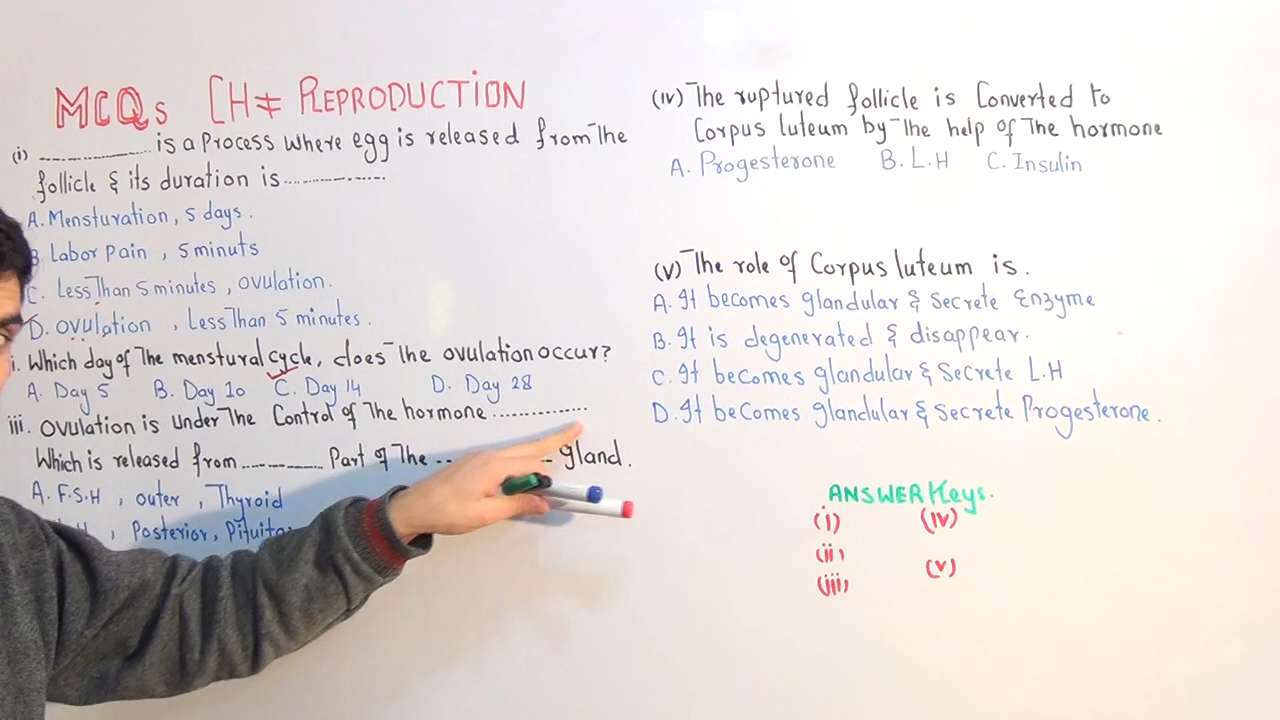 MCQs CH≠ REPRODUCTION
(i) .............. is a Process where egg is released from The
follicle & its duration is..............
A. Mensturation, 5 days.
B Labor Pain , 5 minuts
C. Less Than 5 minutes , ovulation.
D. ovulation , Less Than 5 minutes.
i. Which day of The menstural cycle, does The ovulation occur?
A. Day 5 B. Day 10 C. Day 14 D. Day 28
iii. Ovulation is Under The Control of The hormone ..............
Which is released from .......... Part of The gland.
A. F.S.H , outer , Thyroid
, Posterior, Pituita
(iv) The ruptured follicle is Converted to
Corpus luteum by The help of The hormone
A. Progesterone B. L.H C. Insulin
(v) The role of Corpus luteum is.
A. It becomes glandular & Secrete Enzyme
B. It is degenerated & disappear.
C. It becomes glandular & Secrete L.H
D. It becomes glandular & Secrete Progesterone.
ANSWER Keys.
(i) (iv)
(ii)
(v)
(iii)